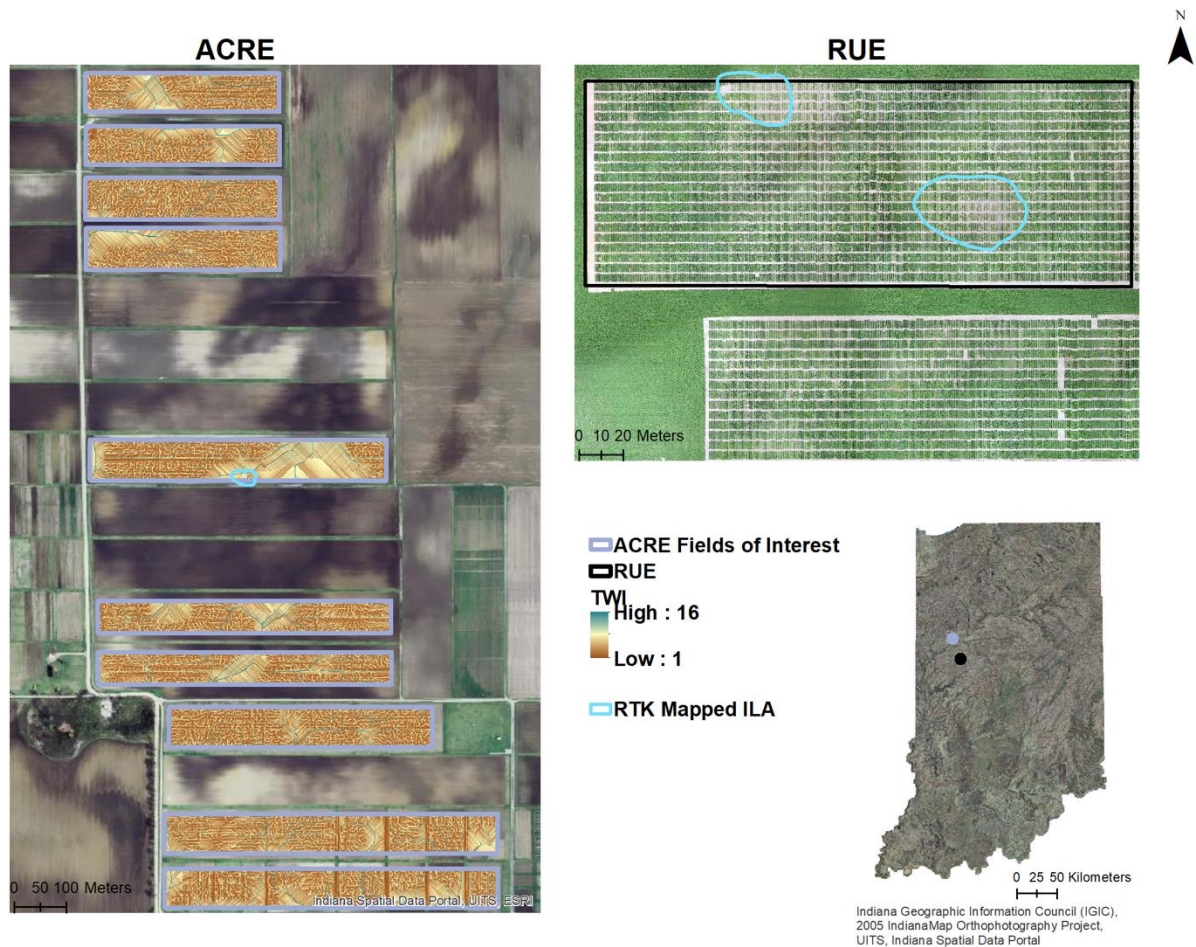 N
ACRE
RUE
0 10 20 Meters
ACRE Fields of Interest
RUE
TWI
High : 16
Low : 1
RTK Mapped ILA
0 50 100 Meters
Indiana Spatial Data Portal, UITS, ESRI
0 25 50 Kilometers
Indiana Geographic Information Council (IGIC),
2005 IndianaMap Orthophotography Project,
UITS, Indiana Spatial Data Portal